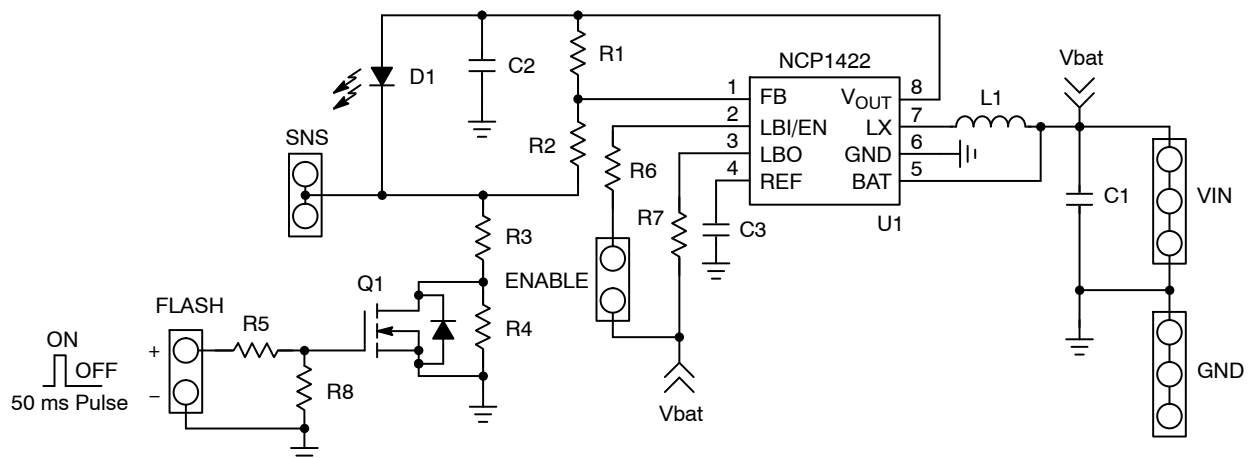 R1
NCP1422
C2
D1
Vbat
1
FB
VOUT
8
L1
2
LBI/EN
LX
7
SNS
R2
3
LBO
GND
6
R6
4
REF
BAT
5
R7
C3
U1
C1
VIN
R3
Q1
ENABLE
FLASH
R5
R4
ON
+
OFF
GND
R8
50 ms Pulse
–
Vbat